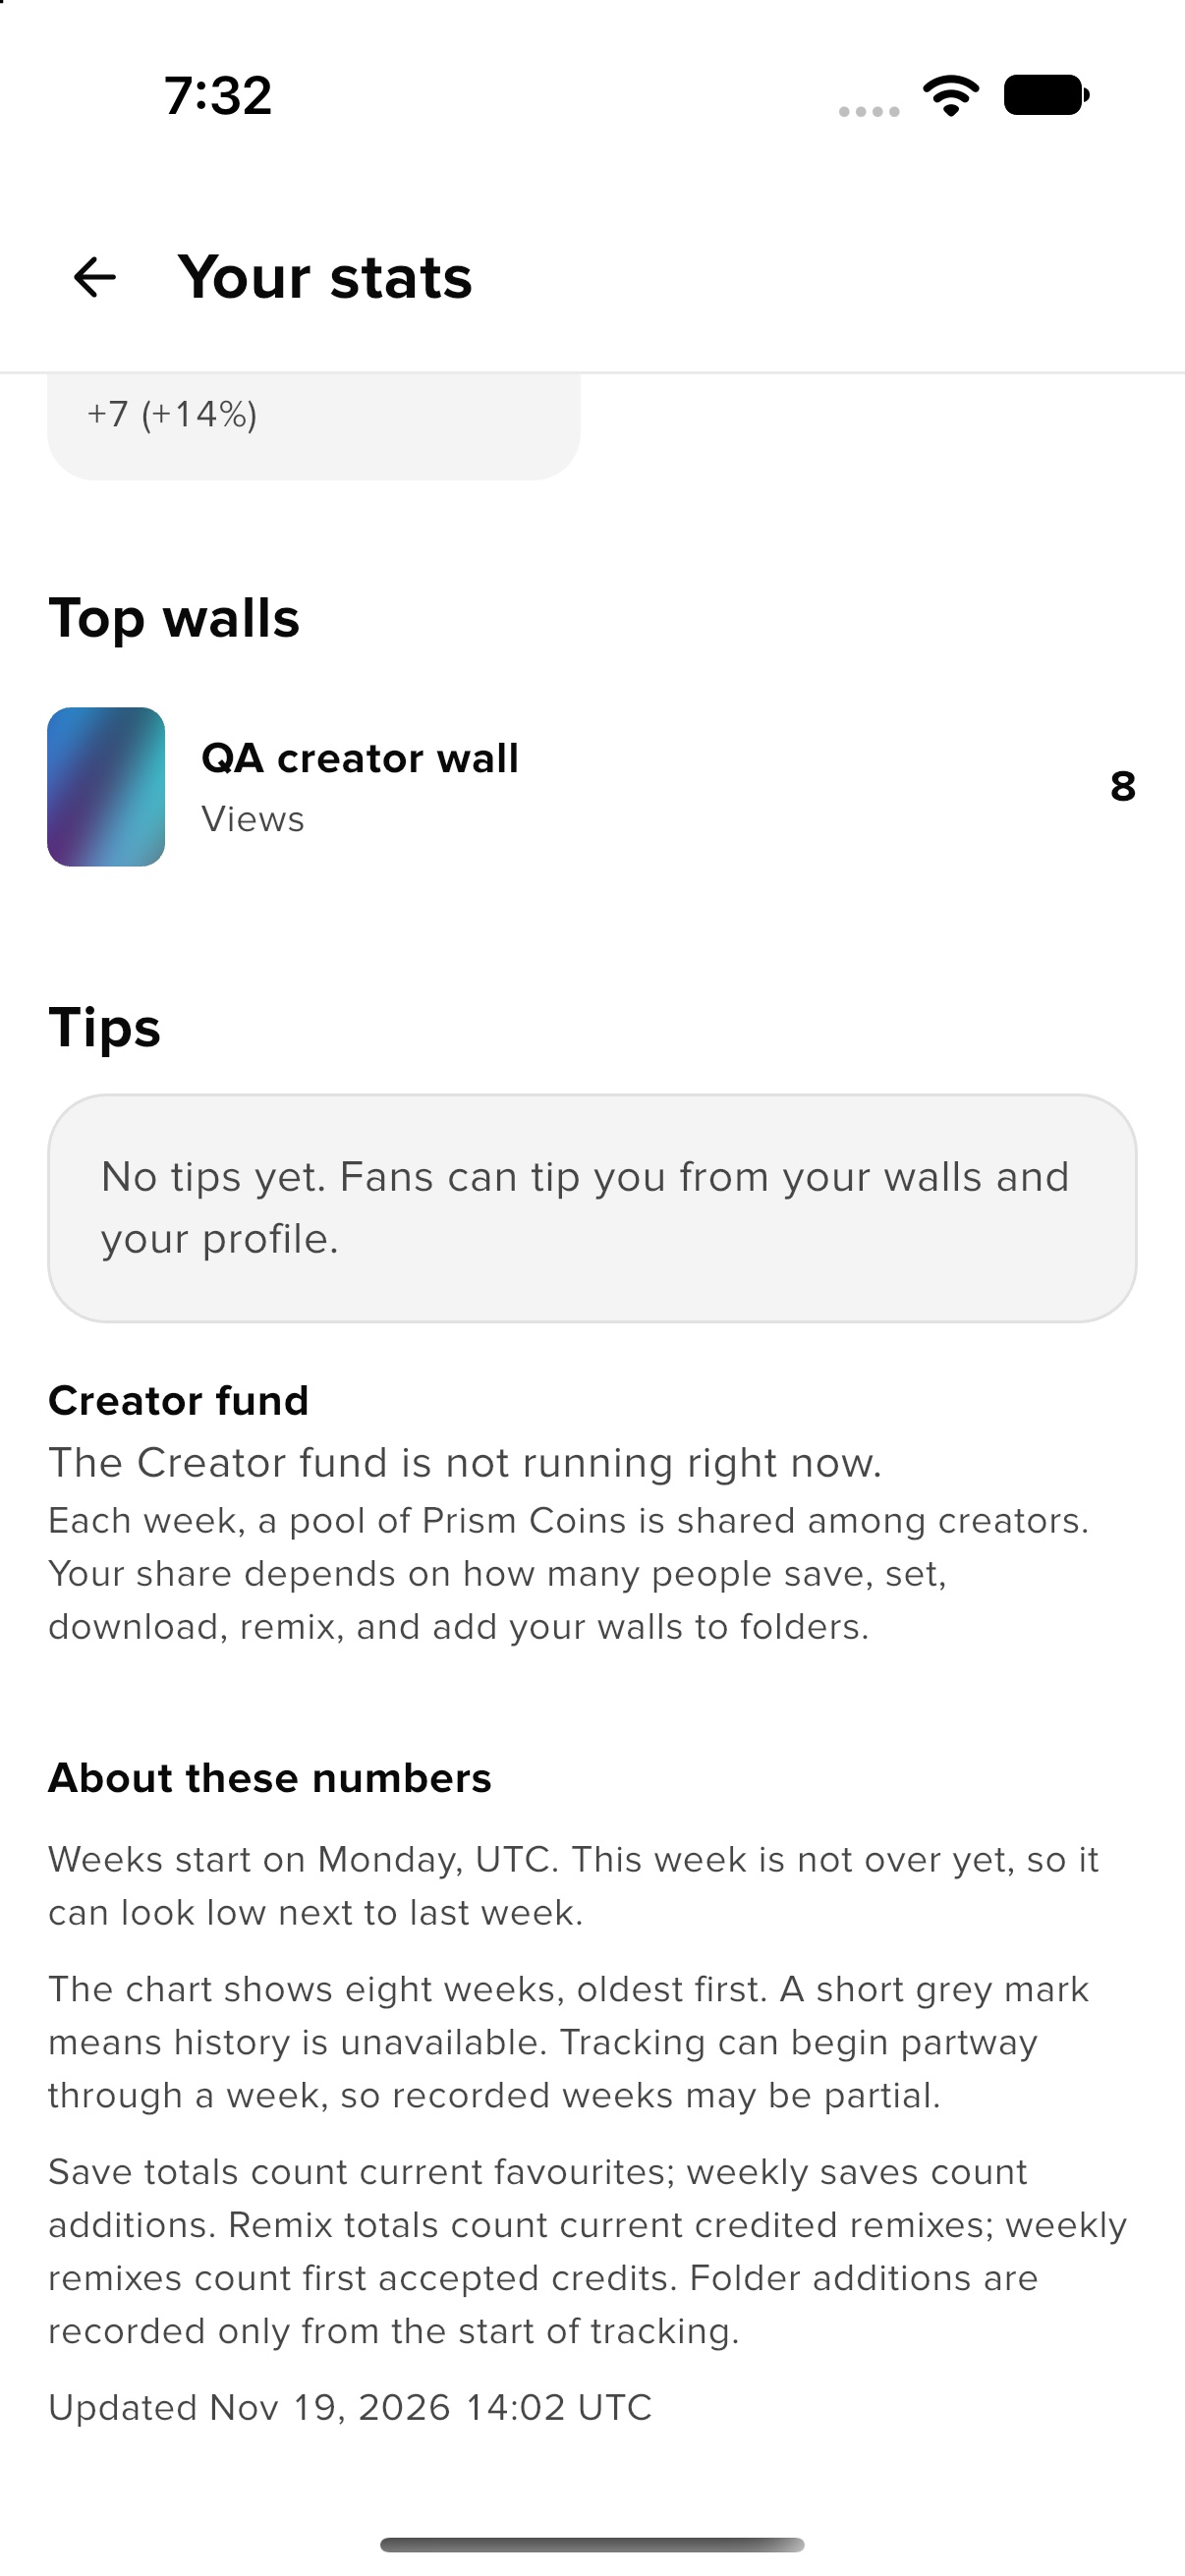 7:32
Your stats
+7 (+14%)
Top walls
QA creator wall
Views
8
Tips
No tips yet. Fans can tip you from your walls and
your profile.
Creator fund
The Creator fund is not running right now.
Each week, a pool of Prism Coins is shared among creators.
Your share depends on how many people save, set,
download, remix, and add your walls to folders.
About these numbers
Weeks start on Monday, UTC. This week is not over yet, so it
can look low next to last week.
The chart shows eight weeks, oldest first. A short grey mark
means history is unavailable. Tracking can begin partway
through a week, so recorded weeks may be partial.
Save totals count current favourites; weekly saves count
additions. Remix totals count current credited remixes; weekly
remixes count first accepted credits. Folder additions are
recorded only from the start of tracking.
Updated Nov 19, 2026 14:02 UTC